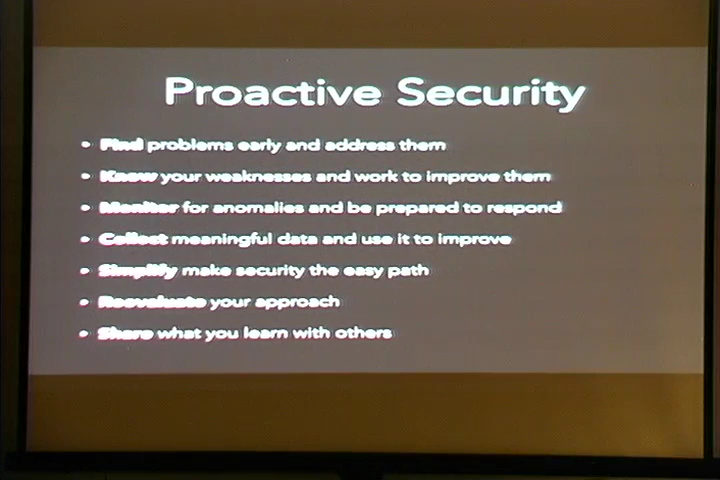 Proactive Security
• Find problems early and address them
• Know your weaknesses and work to improve them
• Monitor for anomalies and be prepared to respond
• Collect meaningful data and use it to improve
• Simplify make security the easy path
• Reevaluate your approach
• Share what you learn with others